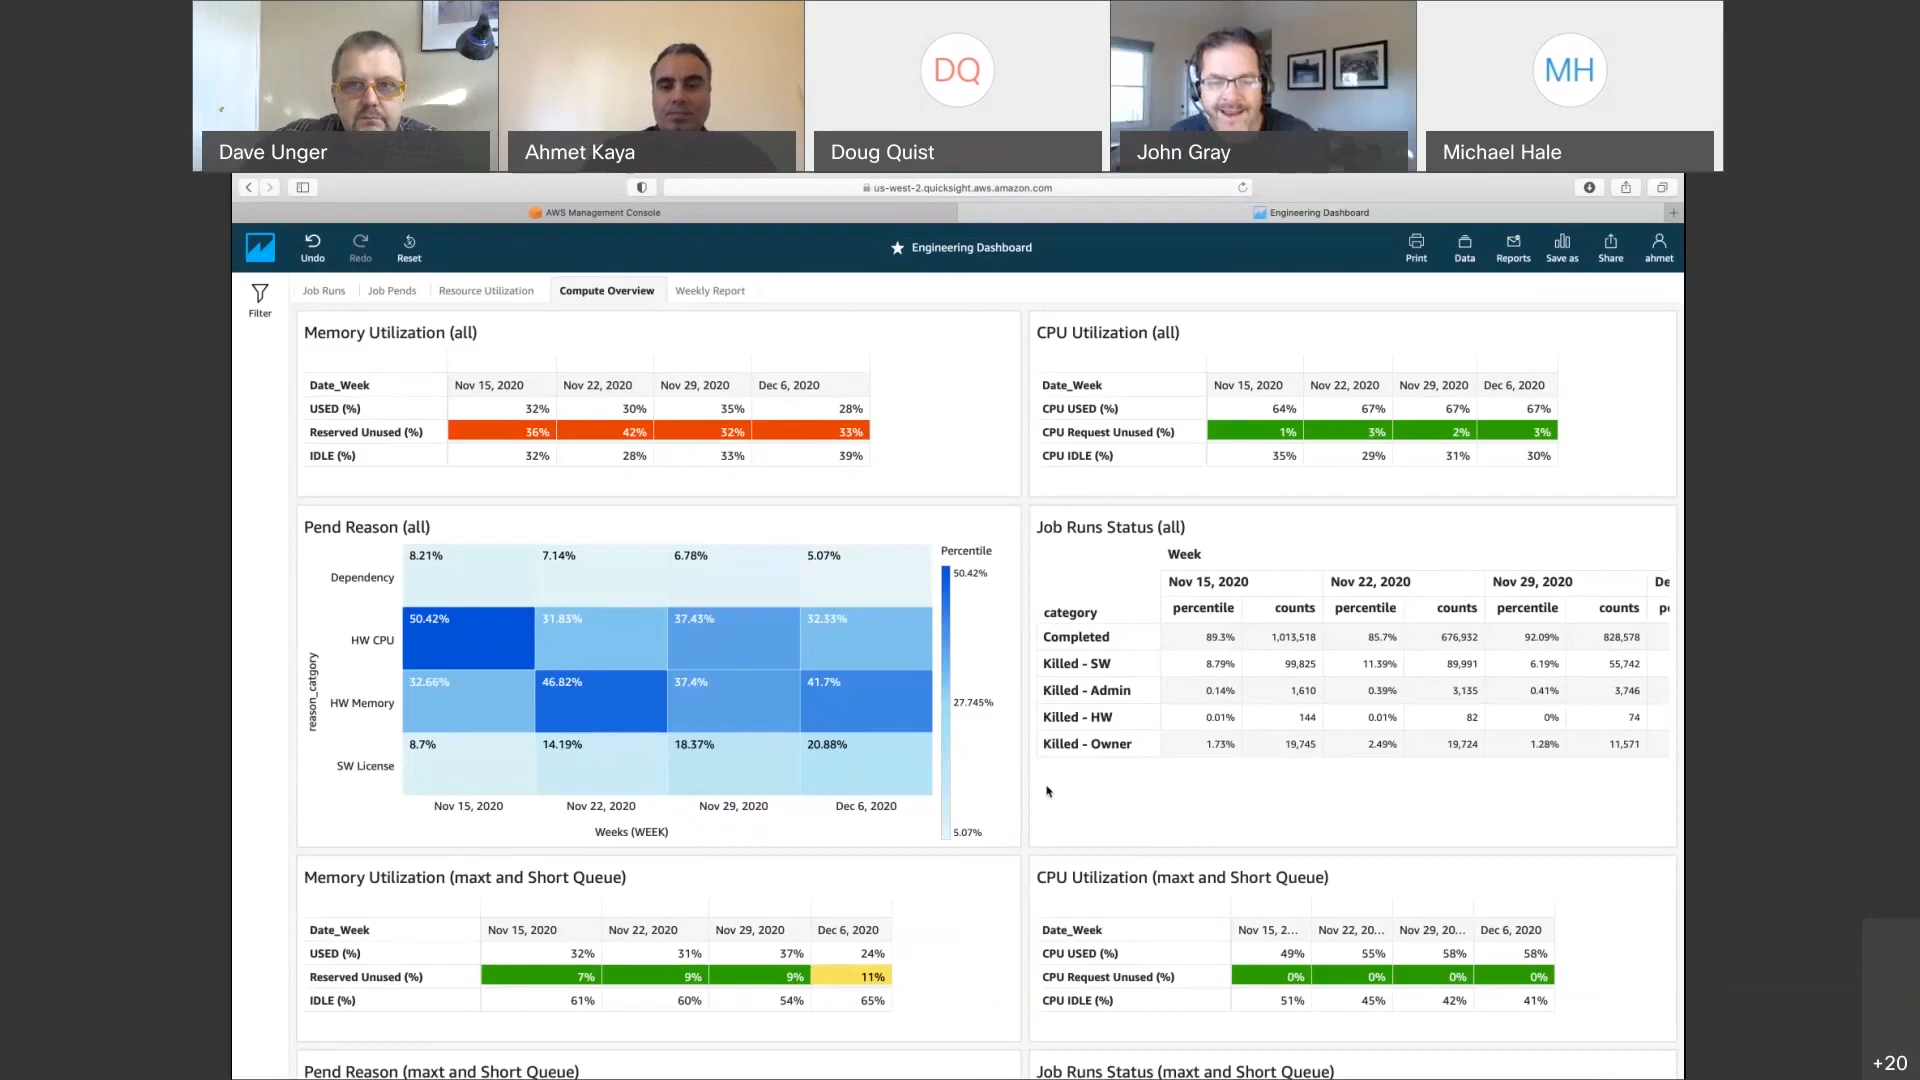 DQ
MH
Dave Unger
Ahmet Kaya
Doug Quist
John Gray
Michael Hale
us-west-2.quicksight.aws.amazon.com
AWS Management Console
Engineering Dashboard
Undo
Redo
Reset
Engineering Dashboard
Print
Data
Reports
Save as
Share
ahmet
Filter
Job Runs
Job Pends
Resource Utilization
Compute Overview
Weekly Report
Memory Utilization (all)
Date_Week Nov 15, 2020 Nov 22, 2020 Nov 29, 2020 Dec 6, 2020
USED (%) 32% 30% 35% 28%
Reserved Unused (%) 36% 42% 32% 33%
IDLE (%) 32% 28% 33% 39%
CPU Utilization (all)
Date_Week Nov 15, 2020 Nov 22, 2020 Nov 29, 2020 Dec 6, 2020
CPU USED (%) 64% 67% 67% 67%
CPU Request Unused (%) 1% 3% 2% 3%
CPU IDLE (%) 35% 29% 31% 30%
Pend Reason (all)
reason_catgory
Dependency 8.21% 7.14% 6.78% 5.07%
HW CPU 50.42% 31.83% 37.43% 32.33%
HW Memory 32.66% 46.82% 37.4% 41.7%
SW License 8.7% 14.19% 18.37% 20.88%
Nov 15, 2020 Nov 22, 2020 Nov 29, 2020 Dec 6, 2020
Weeks (WEEK)
Percentile
50.42%
27.745%
5.07%
Job Runs Status (all)
Week
Nov 15, 2020 Nov 22, 2020 Nov 29, 2020 De
category percentile counts percentile counts percentile counts p
Completed 89.3% 1,013,518 85.7% 676,932 92.09% 828,578
Killed - SW 8.79% 99,825 11.39% 89,991 6.19% 55,742
Killed - Admin 0.14% 1,610 0.39% 3,135 0.41% 3,746
Killed - HW 0.01% 144 0.01% 82 0% 74
Killed - Owner 1.73% 19,745 2.49% 19,724 1.28% 11,571
Memory Utilization (maxt and Short Queue)
Date_Week Nov 15, 2020 Nov 22, 2020 Nov 29, 2020 Dec 6, 2020
USED (%) 32% 31% 37% 24%
Reserved Unused (%) 7% 9% 9% 11%
IDLE (%) 61% 60% 54% 65%
CPU Utilization (maxt and Short Queue)
Date_Week Nov 15, 2... Nov 22, 20... Nov 29, 20... Dec 6, 2020
CPU USED (%) 49% 55% 58% 58%
CPU Request Unused (%) 0% 0% 0% 0%
CPU IDLE (%) 51% 45% 42% 41%
Pend Reason (maxt and Short Queue)
Job Runs Status (maxt and Short Queue)
+20